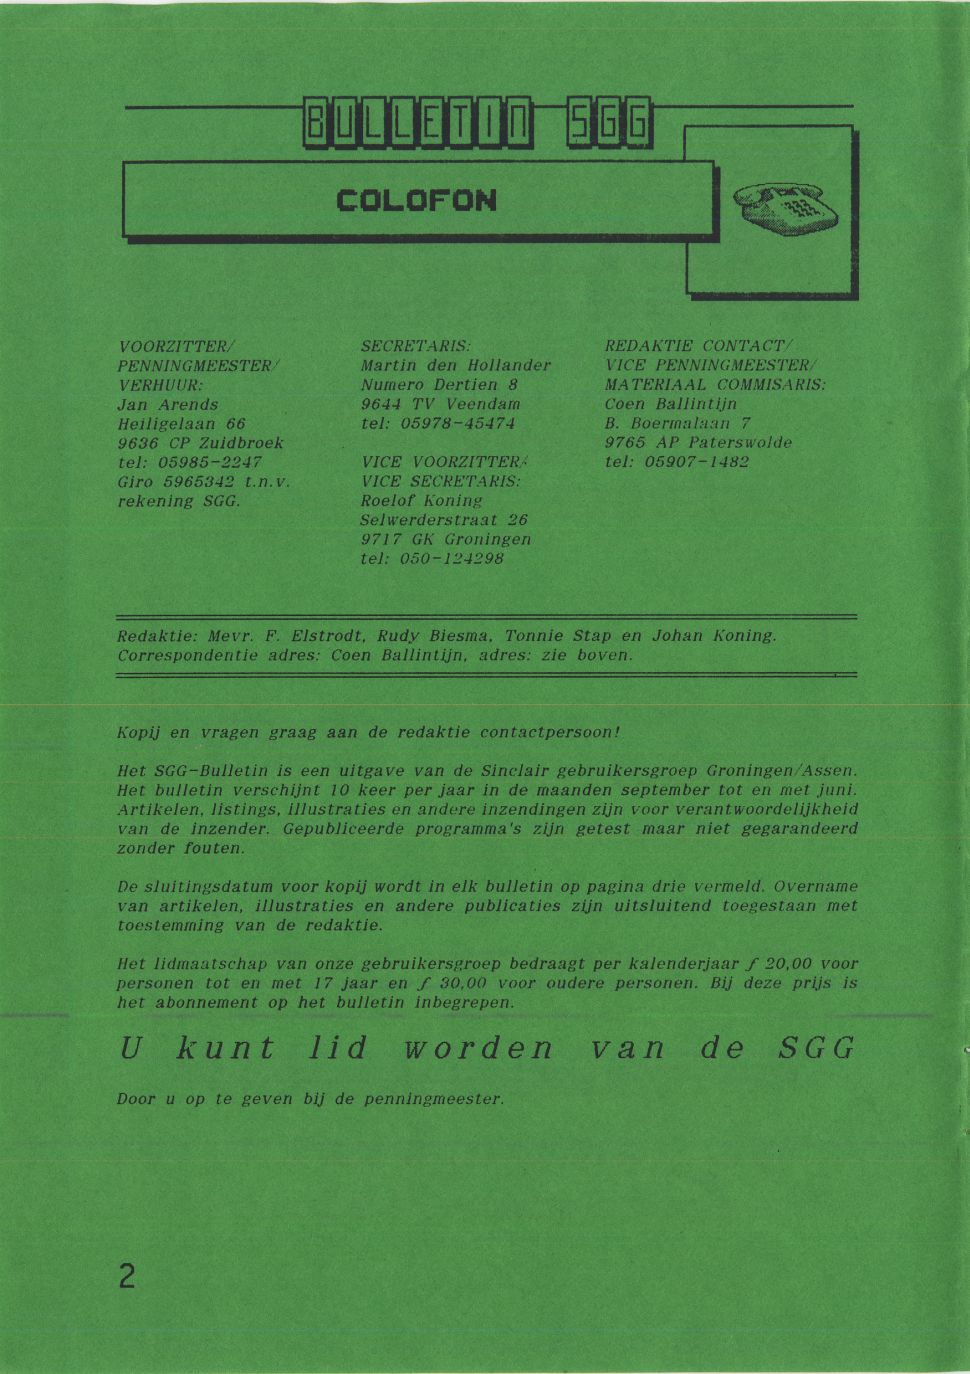 BULLETIN SGG
COLOFON
VOORZITTER/
PENNINGMEESTER/
VERHUUR:
Jan Arends
Heiligelaan 66
9636 CP Zuidbroek
tel: 05985-2247
Giro 5965342 t.n.v.
rekening SGG.
SECRETARIS:
Martin den Hollander
Numero Dertien 8
9644 TV Veendam
tel: 05978-45474
VICE VOORZITTER/
VICE SECRETARIS:
Roelof Koning
Selwerderstraat 26
9717 GK Groningen
tel: 050-124298
REDAKTIE CONTACT/
VICE PENNINGMEESTER/
MATERIAAL COMMISARIS:
Coen Ballintijn
B. Boermalaan 7
9765 AP Paterswolde
tel: 05907-1482
Redaktie: Mevr. F. Elstrodt, Rudy Biesma, Tonnie Stap en Johan Koning.
Correspondentie adres: Coen Ballintijn, adres: zie boven.
Kopij en vragen graag aan de redaktie contactpersoon!
Het SGG-Bulletin is een uitgave van de Sinclair gebruikersgroep Groningen/Assen.
Het bulletin verschijnt 10 keer per jaar in de maanden september tot en met juni.
Artikelen, listings, illustraties en andere inzendingen zijn voor verantwoordelijkheid
van de inzender. Gepubliceerde programma's zijn getest maar niet gegarandeerd
zonder fouten.
De sluitingsdatum voor kopij wordt in elk bulletin op pagina drie vermeld. Overname
van artikelen, illustraties en andere publicaties zijn uitsluitend toegestaan met
toestemming van de redaktie.
Het lidmaatschap van onze gebruikersgroep bedraagt per kalenderjaar ƒ 20,00 voor
personen tot en met 17 jaar en ƒ 30,00 voor oudere personen. Bij deze prijs is
het abonnement op het bulletin inbegrepen.
U kunt lid worden van de SGG
Door u op te geven bij de penningmeester.
2